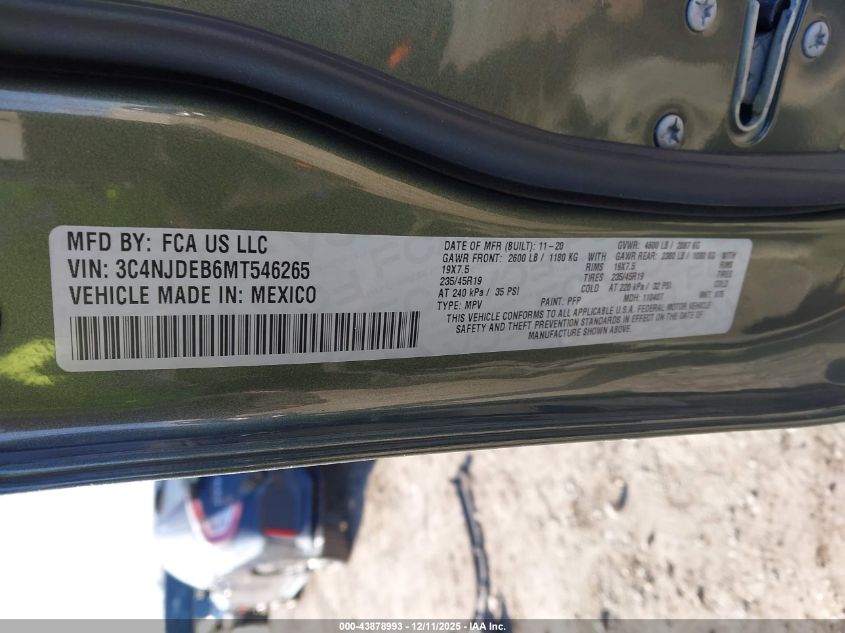 MFD BY: FCA US LLC
VIN: 3C4NJDEB6MT546265
VEHICLE MADE IN: MEXICO
DATE OF MFR (BUILT): 11-20 GVWR: 4600 LB / 2087 KG
GAWR FRONT: 2600 LB / 1180 KG WITH GAWR REAR: 2380 LB / 1080 KG WITH
19X7.5 RIMS 19X7.5 RIMS
235/45R19 TIRES 235/45R19 TIRES
AT 240 kPa / 35 PSI COLD AT 220 kPa / 32 PSI COLD
TYPE: MPV PAINT: PFP MDH:
THIS VEHICLE CONFORMS TO ALL APPLICABLE U.S.A. FEDERAL MOTOR VEHICLE
SAFETY AND THEFT PREVENTION STANDARDS IN EFFECT ON THE DATE OF
MANUFACTURE SHOWN ABOVE.
000-43878993 - 12/11/2025 - IAA Inc.